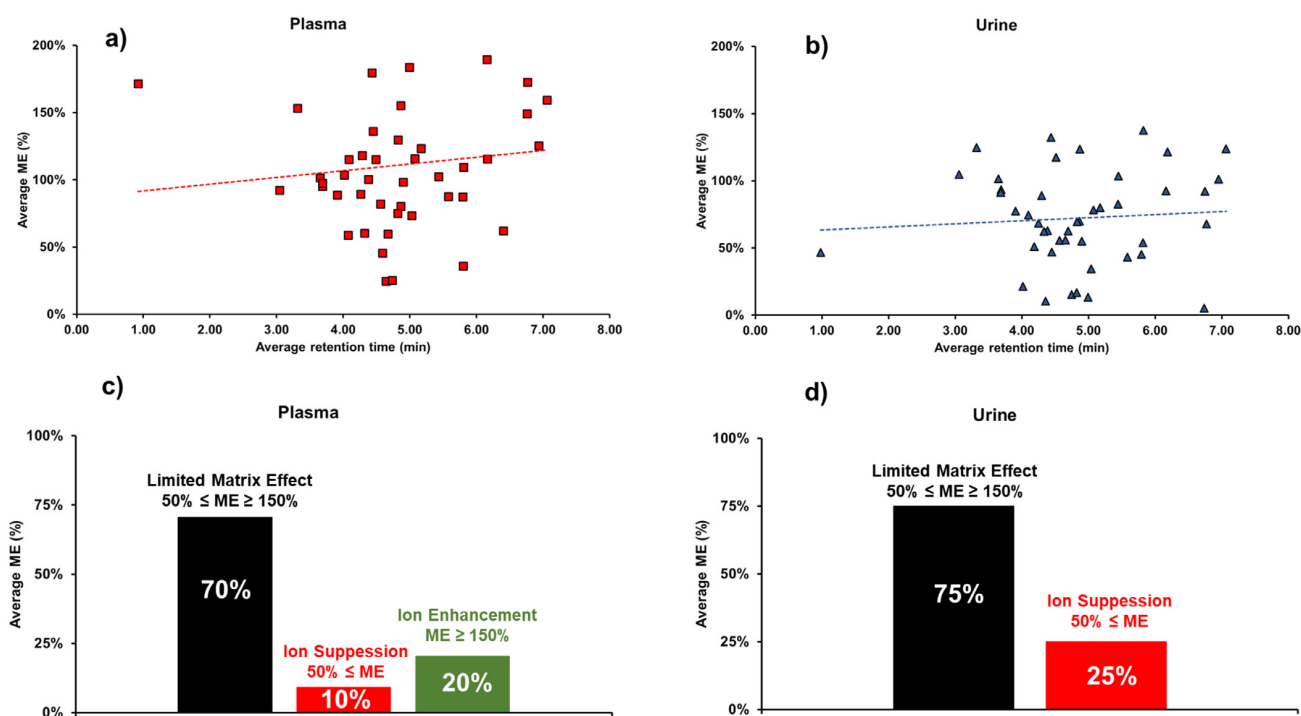 a)
Plasma
200%
150%
100%
50%
0%
Average ME (%)
0.00 1.00 2.00 3.00 4.00 5.00 6.00 7.00 8.00
Average retention time (min)
b)
Urine
200%
150%
100%
50%
0%
Average ME (%)
0.00 1.00 2.00 3.00 4.00 5.00 6.00 7.00 8.00
Average retention time (min)
c)
Plasma
100%
75%
50%
25%
0%
Average ME (%)
Limited Matrix Effect
50% ≤ ME ≥ 150%
70%
Ion Suppession
50% ≤ ME
10%
Ion Enhancement
ME ≥ 150%
20%
d)
Urine
100%
75%
50%
25%
0%
Average ME (%)
Limited Matrix Effect
50% ≤ ME ≥ 150%
75%
Ion Suppession
50% ≤ ME
25%